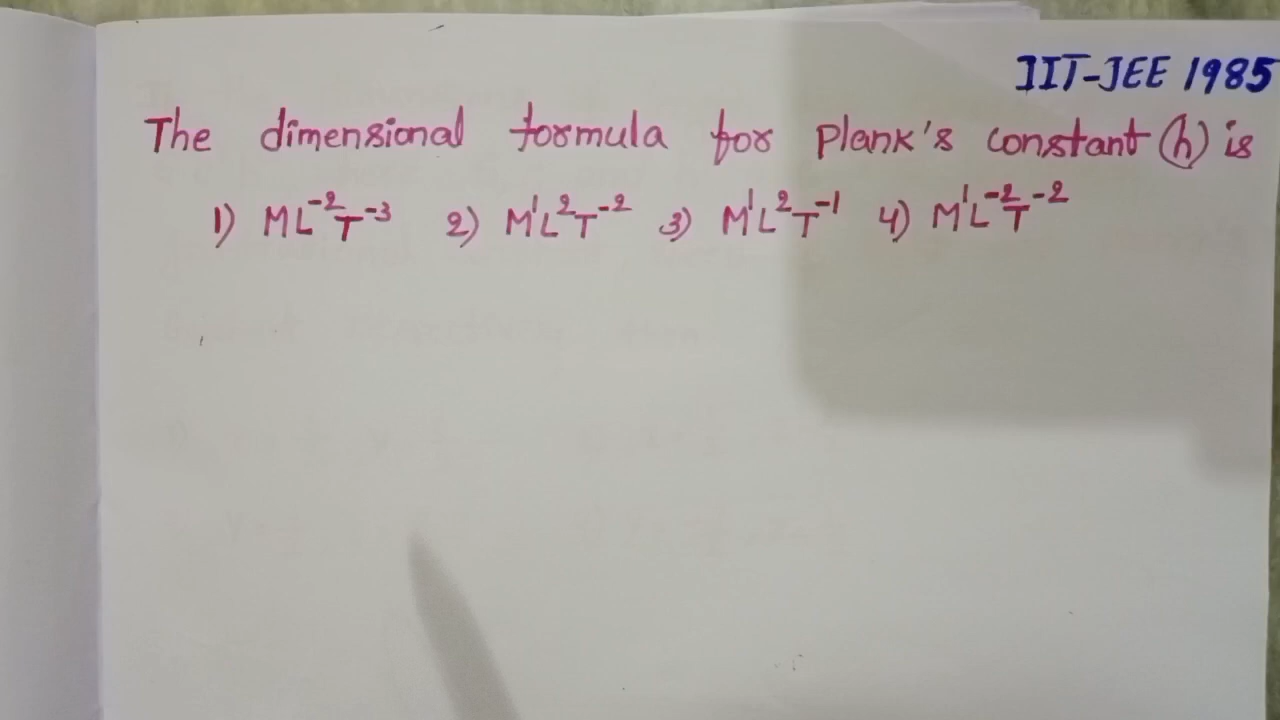 IIT-JEE 1985
The dimensional formula for Plank's constant (h) is
1) ML⁻²T⁻³ 2) M¹L²T⁻² 3) M¹L²T⁻¹ 4) M¹L⁻²T⁻²